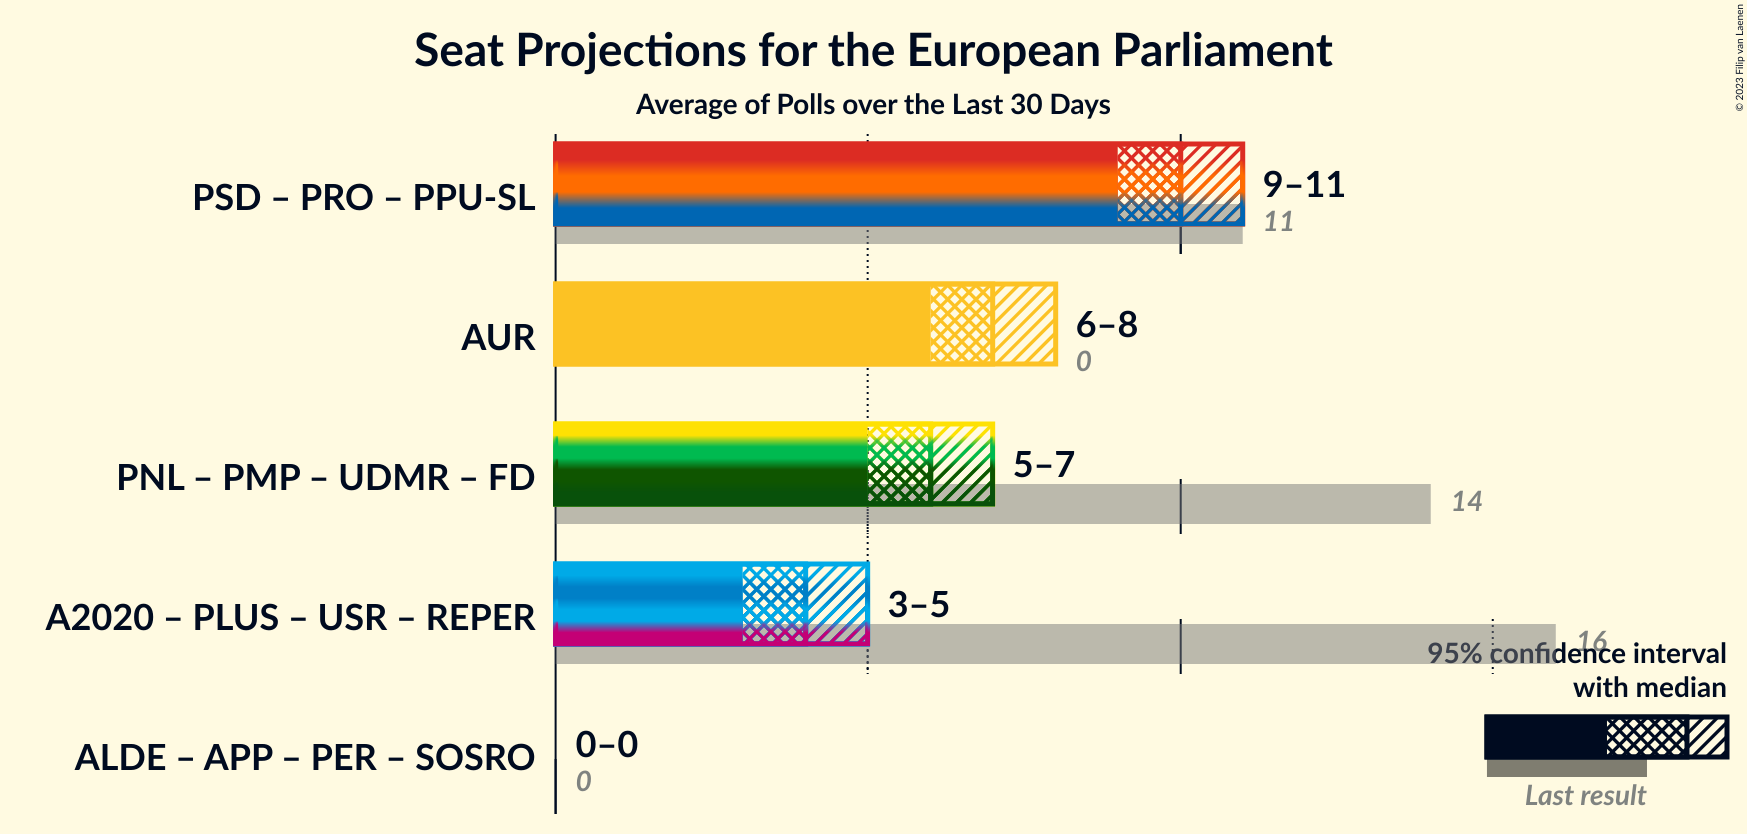 Seat Projections for the European Parliament
Average of Polls over the Last 30 Days
© 2023 Filip van Laenen
PSD – PRO – PPU-SL
9–11
11
AUR
6–8
0
PNL – PMP – UDMR – FD
5–7
14
A2020 – PLUS – USR – REPER
3–5
16
95% confidence interval
with median
ALDE – APP – PER – SOSRO
0–0
0
Last result